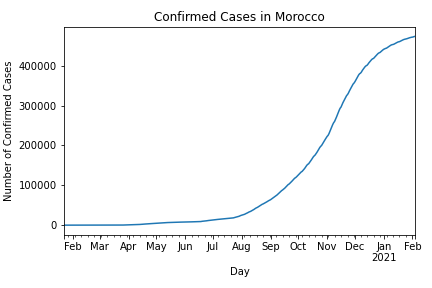 Confirmed Cases in Morocco
Number of Confirmed Cases
400000
300000
200000
100000
0
Feb Mar Apr May Jun Jul Aug Sep Oct Nov Dec Jan Feb
2021
Day